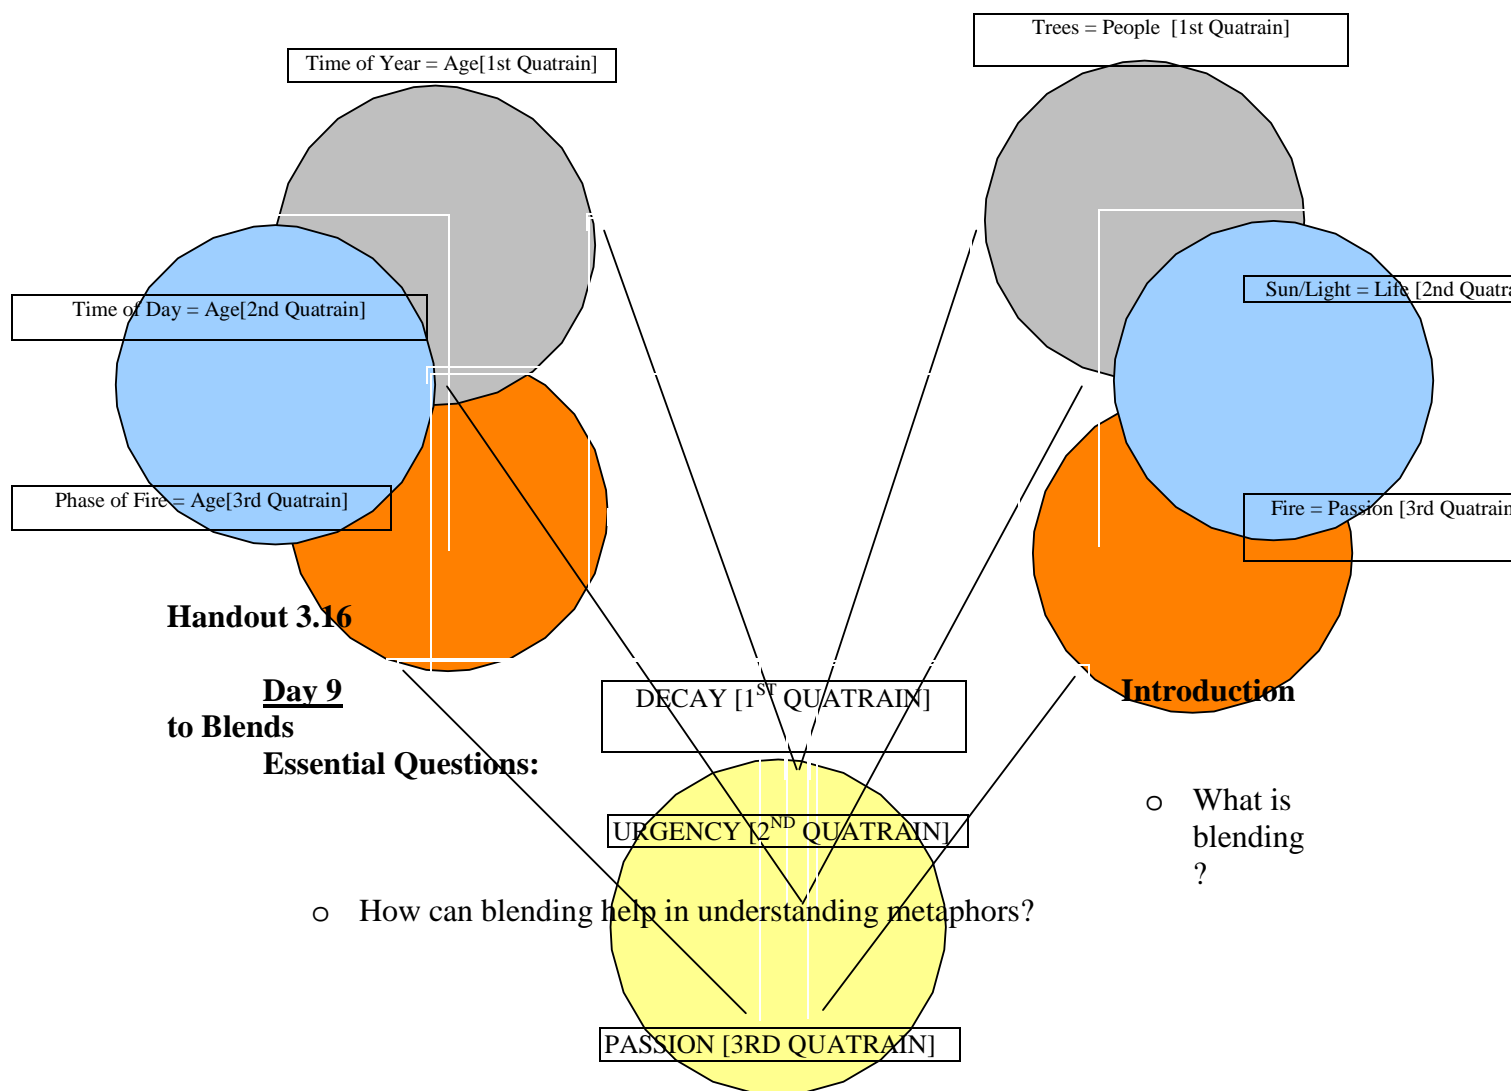 Trees = People [1st Quatrain]
Time of Year = Age[1st Quatrain]
Sun/Light = Life [2nd Quatra
Time of Day = Age[2nd Quatrain]
Phase of Fire = Age[3rd Quatrain]
Fire = Passion [3rd Quatrain
Handout 3.16
Day 9 Introduction
to Blends
DECAY [1ST QUATRAIN]
Essential Questions:
o What is
blending
?
URGENCY [2ND QUATRAIN]
o How can blending help in understanding metaphors?
PASSION [3RD QUATRAIN]